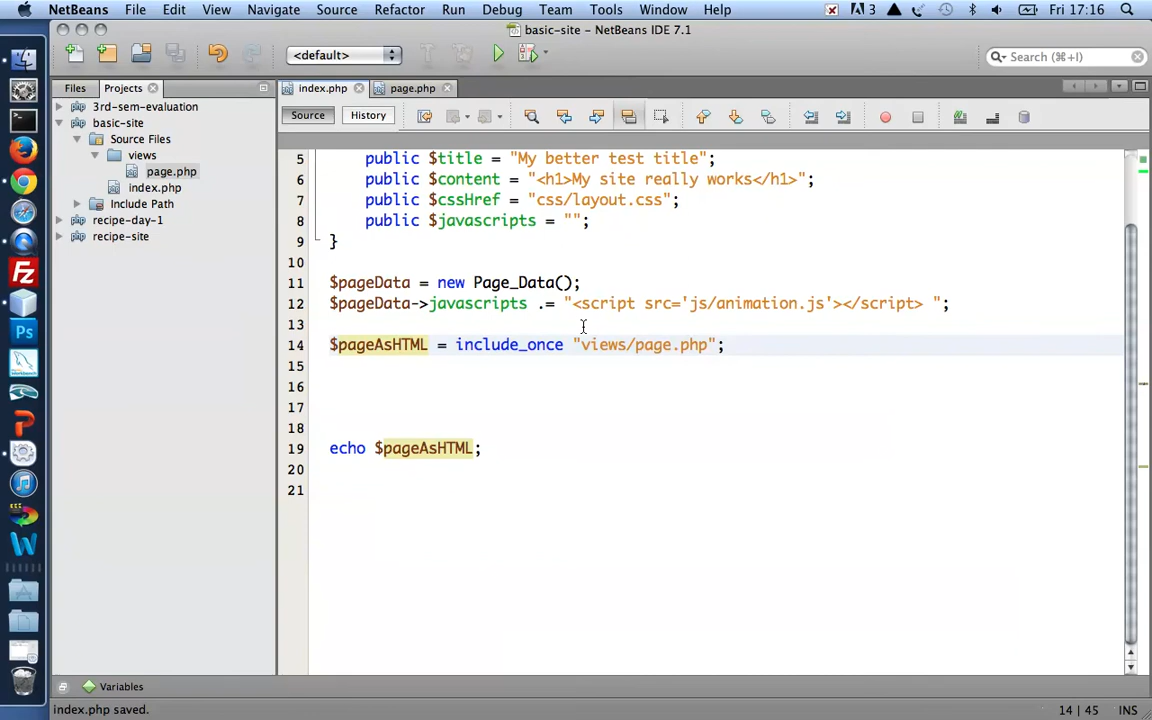 NetBeans File Edit View Navigate Source Refactor Run Debug Team Tools Window Help 3 Fri 17:16
basic-site - NetBeans IDE 7.1
<default> Search (⌘+I)
Files Projects index.php page.php
Source History
3rd-sem-evaluation
basic-site
Source Files
views
page.php
index.php
Include Path
recipe-day-1
recipe-site
5 public $title = "My better test title";
6 public $content = "<h1>My site really works</h1>";
7 public $cssHref = "css/layout.css";
8 public $javascripts = "";
9 }
10
11 $pageData = new Page_Data();
12 $pageData->javascripts .= "<script src='js/animation.js'></script> ";
13
14 $pageAsHTML = include_once "views/page.php";
15
16
17
18
19 echo $pageAsHTML;
20
21
Variables
index.php saved. 14 | 45 INS